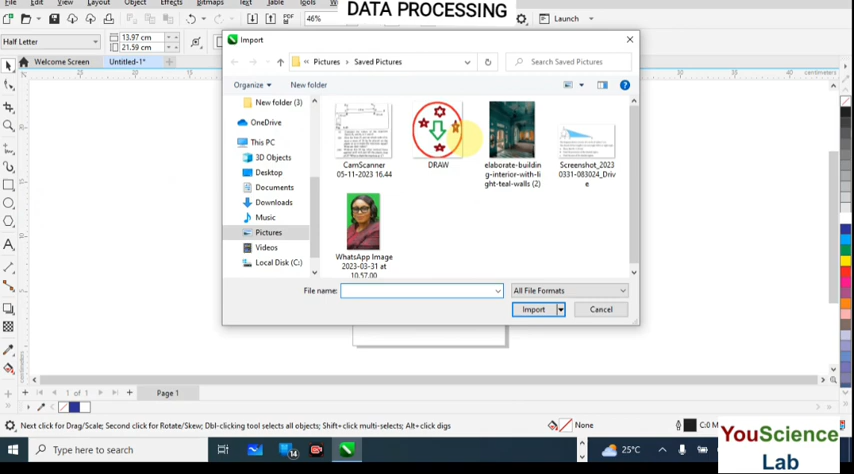 DATA PROCESSING
File Edit View Layout Object Effects Bitmaps Text Table Tools
PDF 46% Launch
Half Letter 13.97 cm
21.59 cm
Welcome Screen Untitled-1*
Import
Pictures Saved Pictures Search Saved Pictures
Organize New folder
New folder (3)
OneDrive
This PC
3D Objects
Desktop
Documents
Downloads
Music
Pictures
Videos
Local Disk (C:)
CamScanner
05-11-2023 16.44
DRAW
elaborate-buildin
g-interior-with-li
ght-teal-walls (2)
Screenshot_2023
0331-083024_Driv
e
WhatsApp Image
2023-03-31 at
10.57.00
File name: All File Formats
Import Cancel
centimeters
1 of 1 Page 1
Next click for Drag/Scale; Second click for Rotate/Skew; Dbl-clicking tool selects all objects; Shift+click multi-selects; Alt+click digs None C:0 M
Type here to search 14 25°C
YouScience
Lab